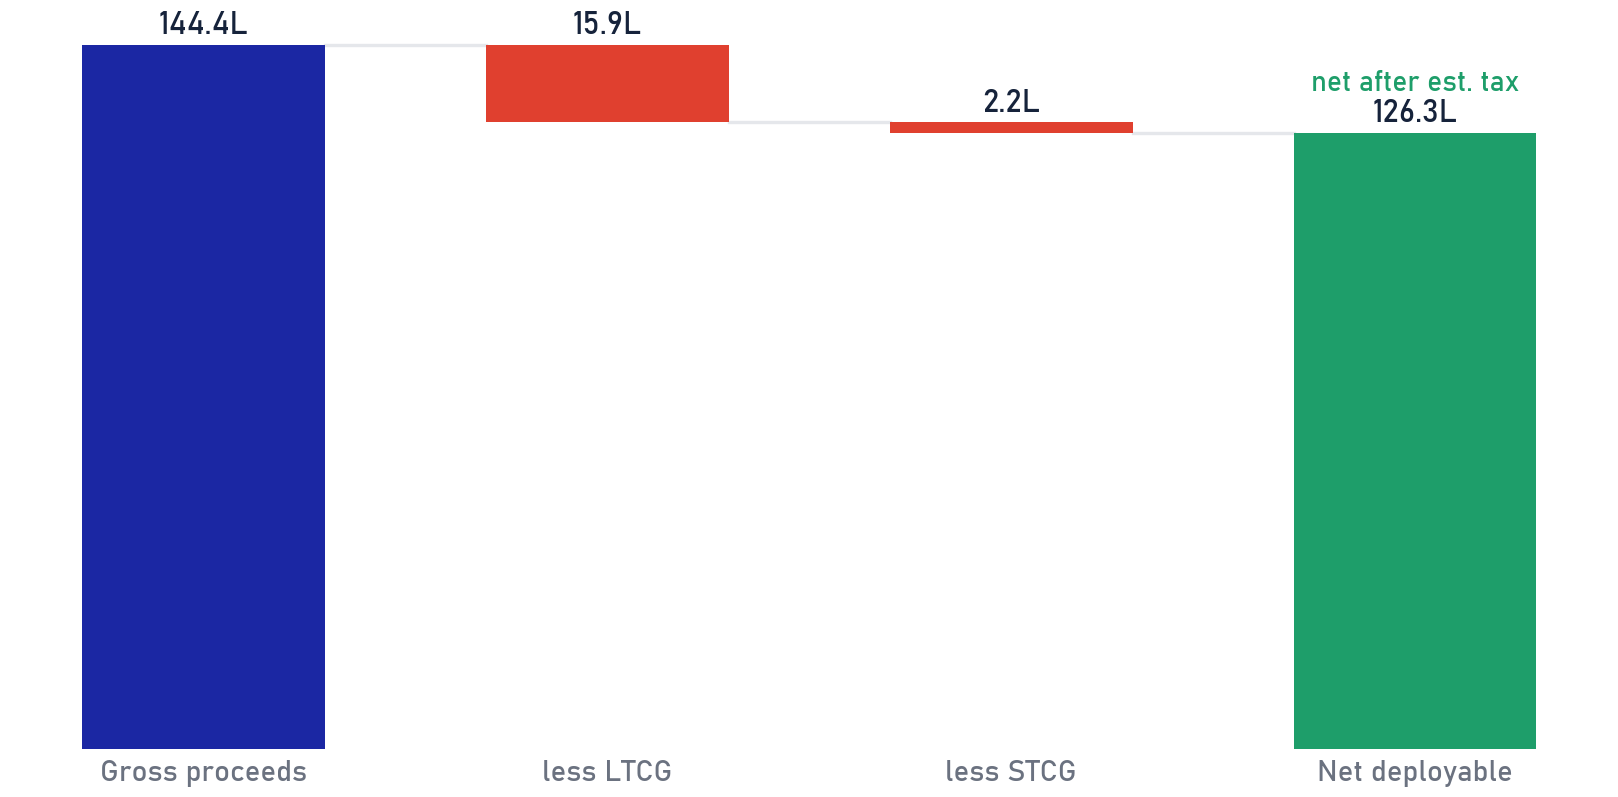 144.4L
15.9L
2.2L
net after est. tax
126.3L
Gross proceeds
less LTCG
less STCG
Net deployable